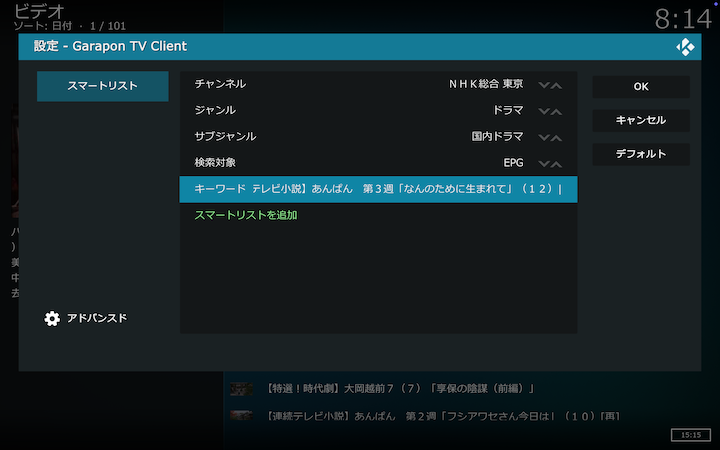 ビデオ
ソート: 日付 · 1 / 101
8:14
設定 - Garapon TV Client
スマートリスト
チャンネル ＮＨＫ総合 東京
ジャンル ドラマ
サブジャンル 国内ドラマ
検索対象 EPG
キーワード テレビ小説】あんぱん　第３週「なんのために生まれて」（１２）|
スマートリストを追加
OK
キャンセル
デフォルト
アドバンスド
【特選！時代劇】大岡越前７（７）「享保の陰謀（前編）」
【連続テレビ小説】あんぱん　第２週「フシアワセさん今日は」（１０）[再]
15:15